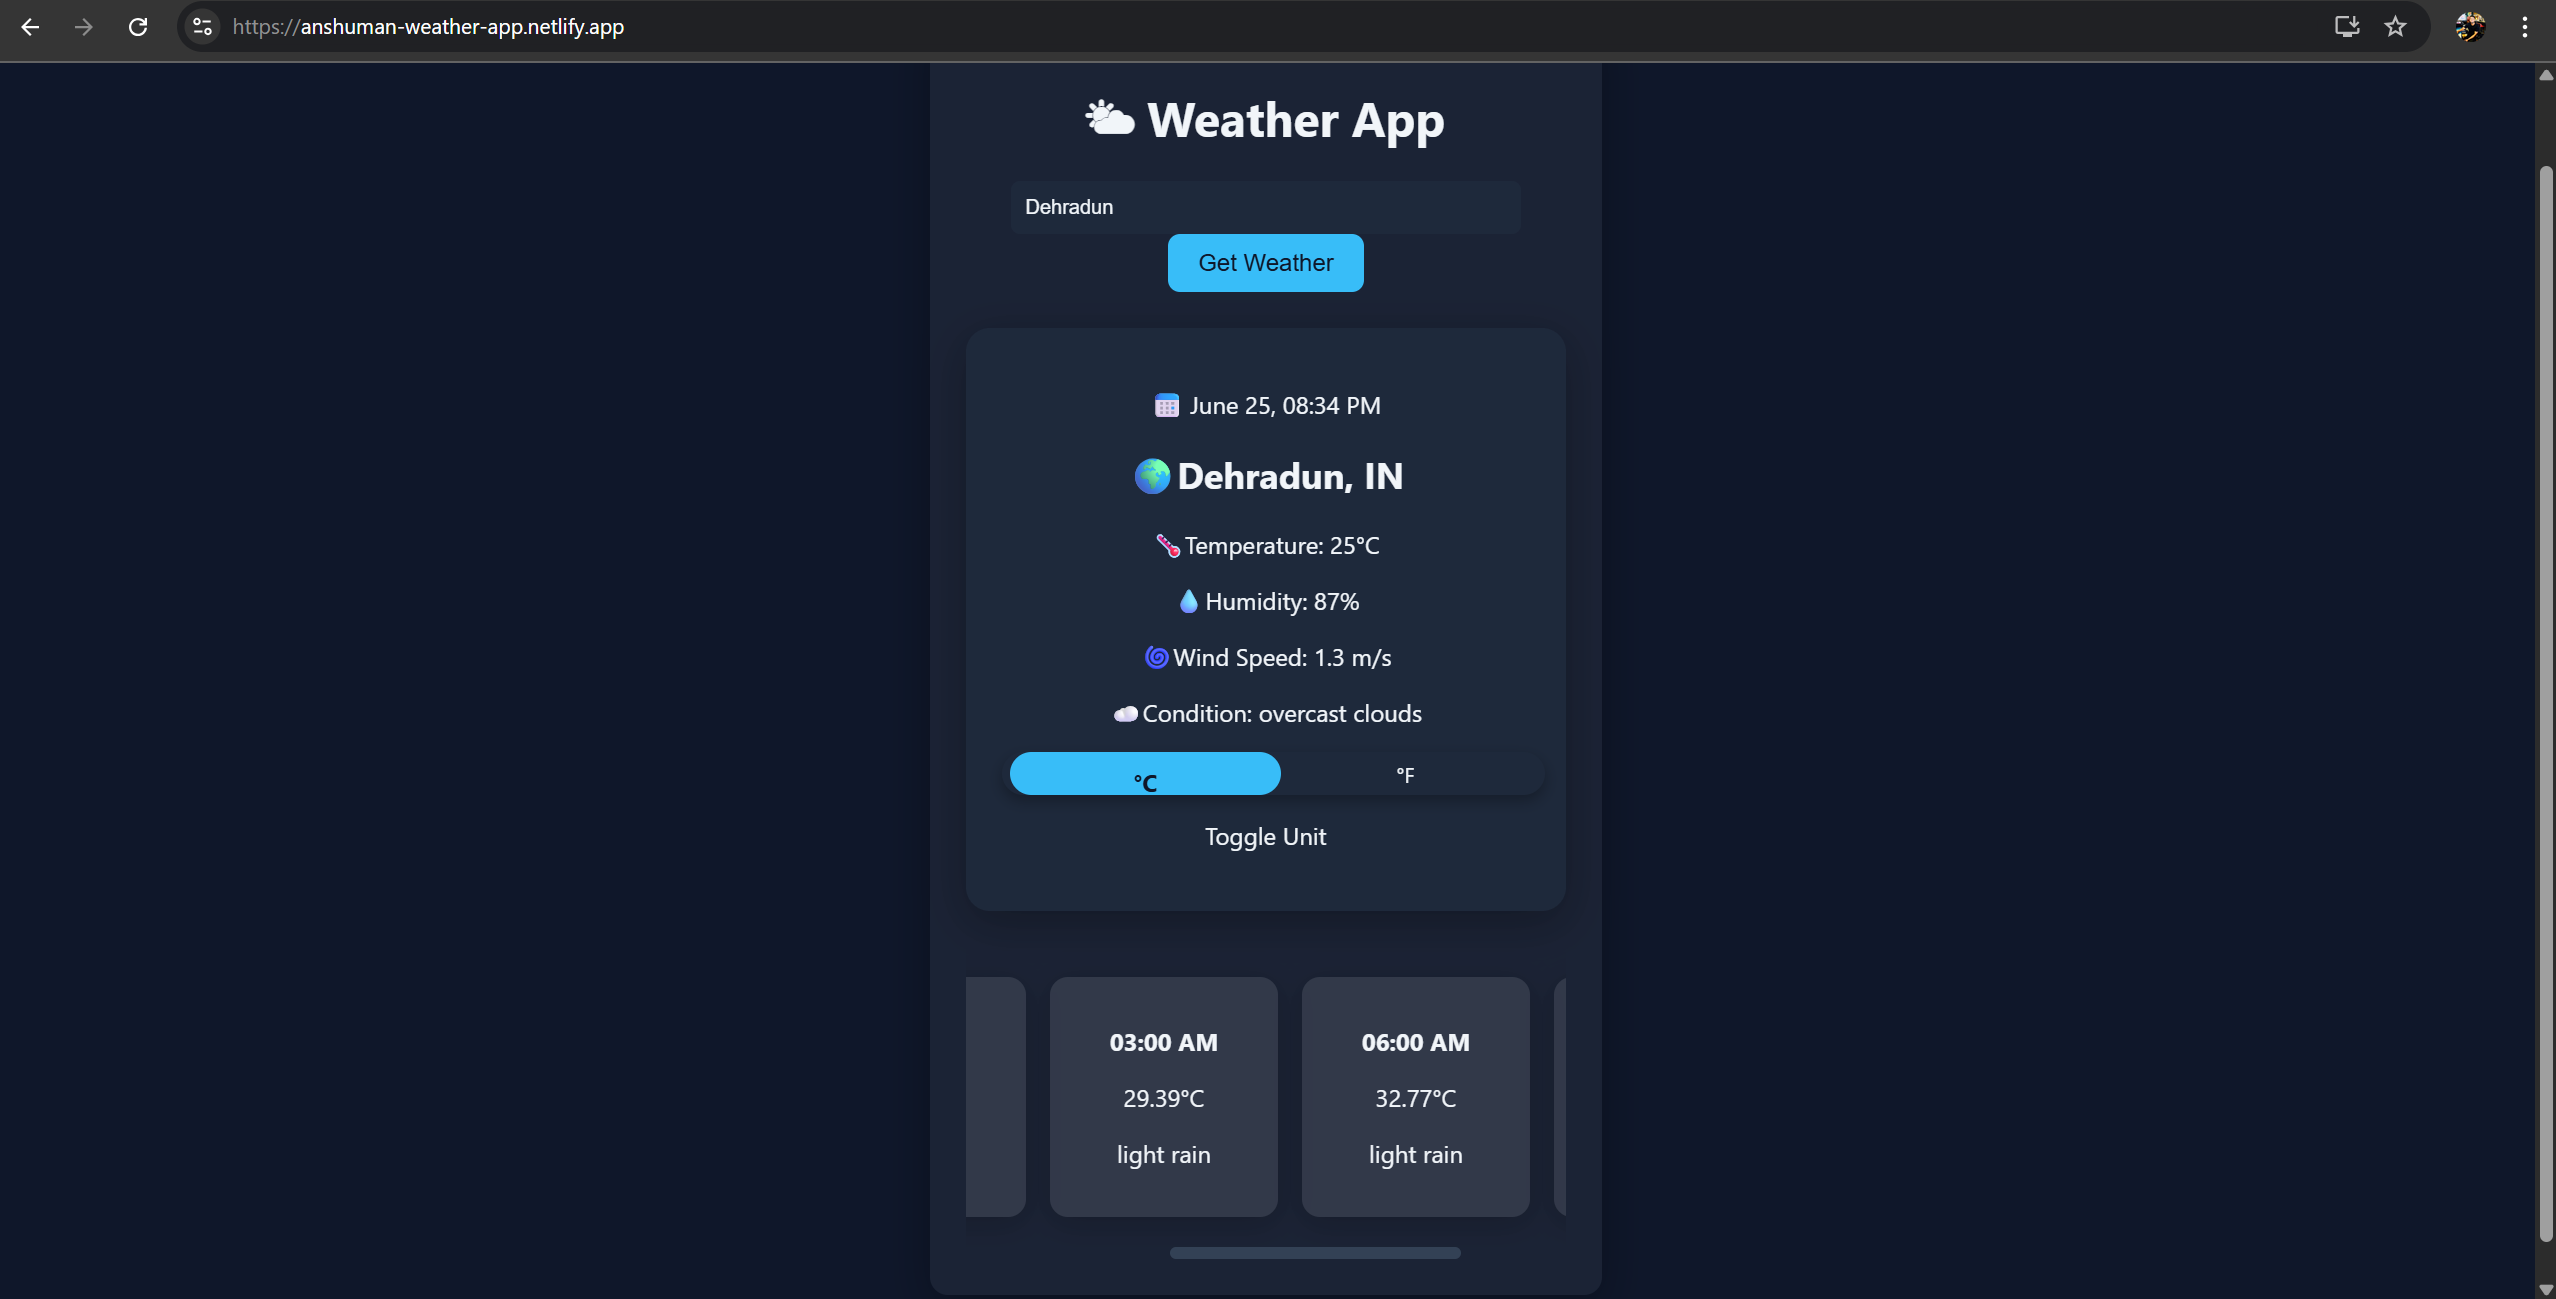 https://anshuman-weather-app.netlify.app
Weather App
Dehradun
Get Weather
June 25, 08:34 PM
Dehradun, IN
Temperature: 25°C
Humidity: 87%
Wind Speed: 1.3 m/s
Condition: overcast clouds
°C °F
Toggle Unit
03:00 AM
29.39°C
light rain
06:00 AM
32.77°C
light rain